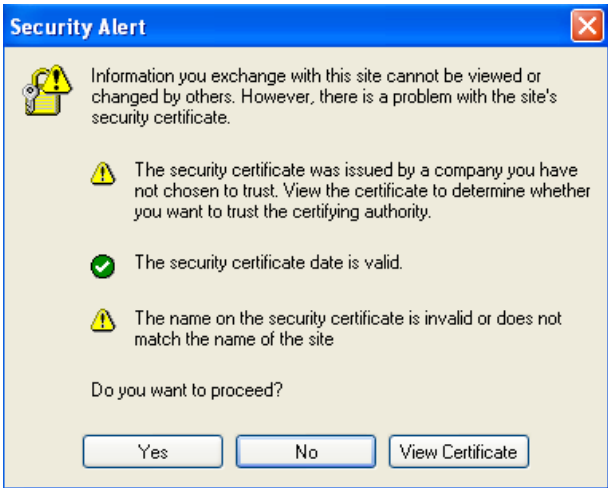 Security Alert
Information you exchange with this site cannot be viewed or
changed by others. However, there is a problem with the site's
security certificate.
The security certificate was issued by a company you have
not chosen to trust. View the certificate to determine whether
you want to trust the certifying authority.
The security certificate date is valid.
The name on the security certificate is invalid or does not
match the name of the site
Do you want to proceed?
Yes No View Certificate